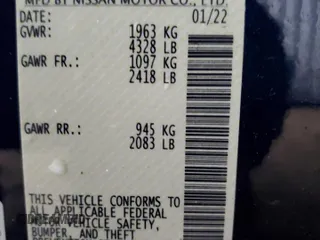 MFD BY NISSAN MOTOR CO., LTD.
DATE: 01/22
GVWR: 1963 KG
4328 LB
GAWR FR: 1097 KG
2418 LB
GAWR RR: 945 KG
2083 LB
THIS VEHICLE CONFORMS TO
ALL APPLICABLE FEDERAL
VEHICLE SAFETY,
BUMPER, AND THEFT